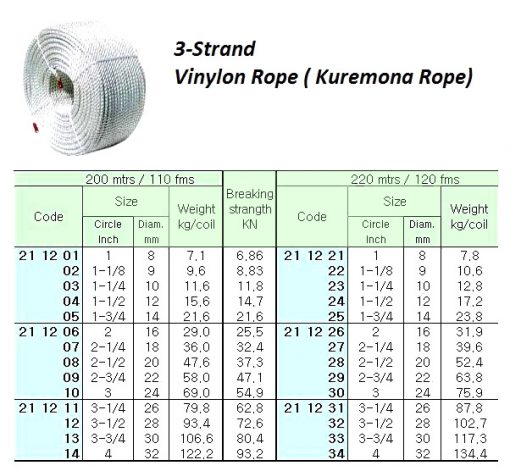 3-Strand
Vinylon Rope ( Kuremona Rope)
200 mtrs / 110 fms Breaking strangth KN 220 mtrs / 120 fms
Code Size Weight kg/coil Code Size Weight kg/coil
Circle Inch Diam. mm Circle Inch Diam. mm
21 12 01 1 8 7,1 6,86 21 12 21 1 8 7,8
02 1-1/8 9 9,6 8,83 22 1-1/8 9 10,6
03 1-1/4 10 11,6 11,8 23 1-1/4 10 12,8
04 1-1/2 12 15,6 14,7 24 1-1/2 12 17,2
05 1-3/4 14 21,6 21,6 25 1-3/4 14 23,8
21 12 06 2 16 29,0 25,5 21 12 26 2 16 31,9
07 2-1/4 18 36,0 32,4 27 2-1/4 18 39,6
08 2-1/2 20 47,6 37,3 28 2-1/2 20 52,4
09 2-3/4 22 58,0 47,1 29 2-3/4 22 63,8
10 3 24 69,0 54,9 30 3 24 75,9
21 12 11 3-1/4 26 79,8 62,8 21 12 31 3-1/4 26 87,8
12 3-1/2 28 93,4 72,6 32 3-1/2 28 102,7
13 3-3/4 30 106,6 80,4 33 3-3/4 30 117,3
14 4 32 122,2 93,2 34 4 32 134,4